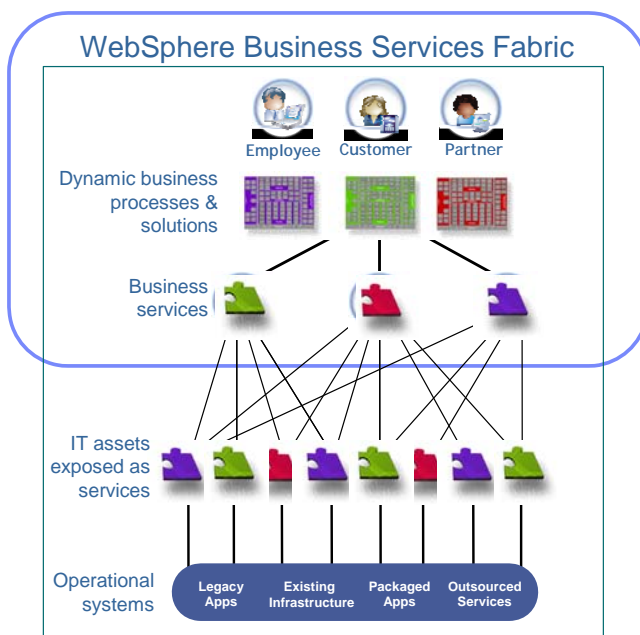 WebSphere Business Services Fabric
Employee
Customer
Partner
Dynamic business
processes &
solutions
Business
services
IT assets
exposed as
services
Operational
systems
Legacy
Apps
Existing
Infrastructure
Packaged
Apps
Outsourced
Services